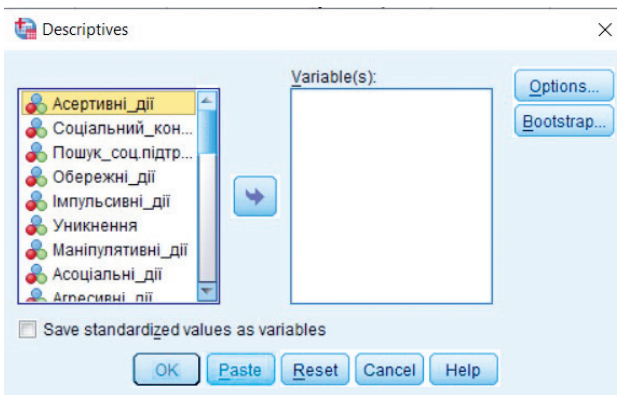 Descriptives
Асертивні_дії
Соціальний_кон...
Пошук_соц.підтр...
Обережні_дії
Імпульсивні_дії
Уникнення
Маніпулятивні_дії
Асоціальні_дії
Агресивні_дії
Variable(s):
Options...
Bootstrap...
Save standardized values as variables
OK Paste Reset Cancel Help